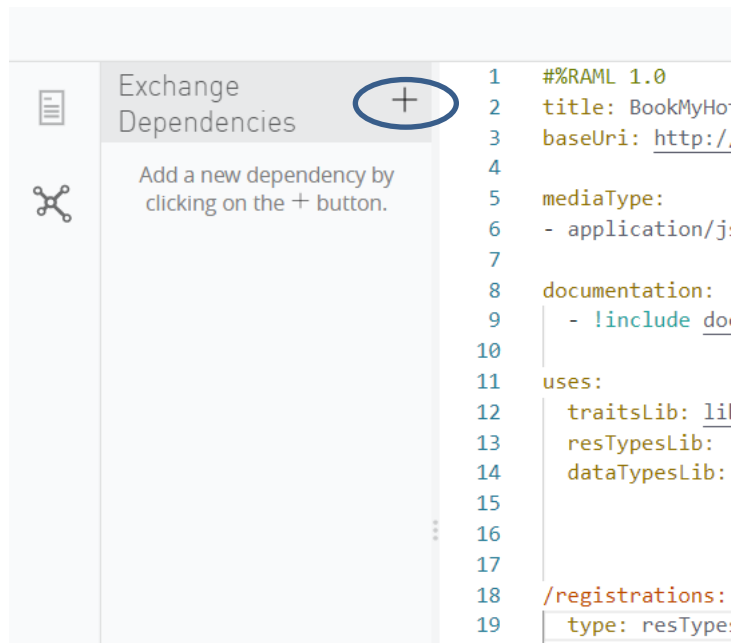 Exchange
Dependencies
+
Add a new dependency by
clicking on the + button.
1 #%RAML 1.0
2 title: BookMyHot
3 baseUri: http:/
4
5 mediaType:
6 - application/js
7
8 documentation:
9 - !include do
10
11 uses:
12 traitsLib: li
13 resTypesLib:
14 dataTypesLib:
15
16
17
18 /registrations:
19 type: resTypes